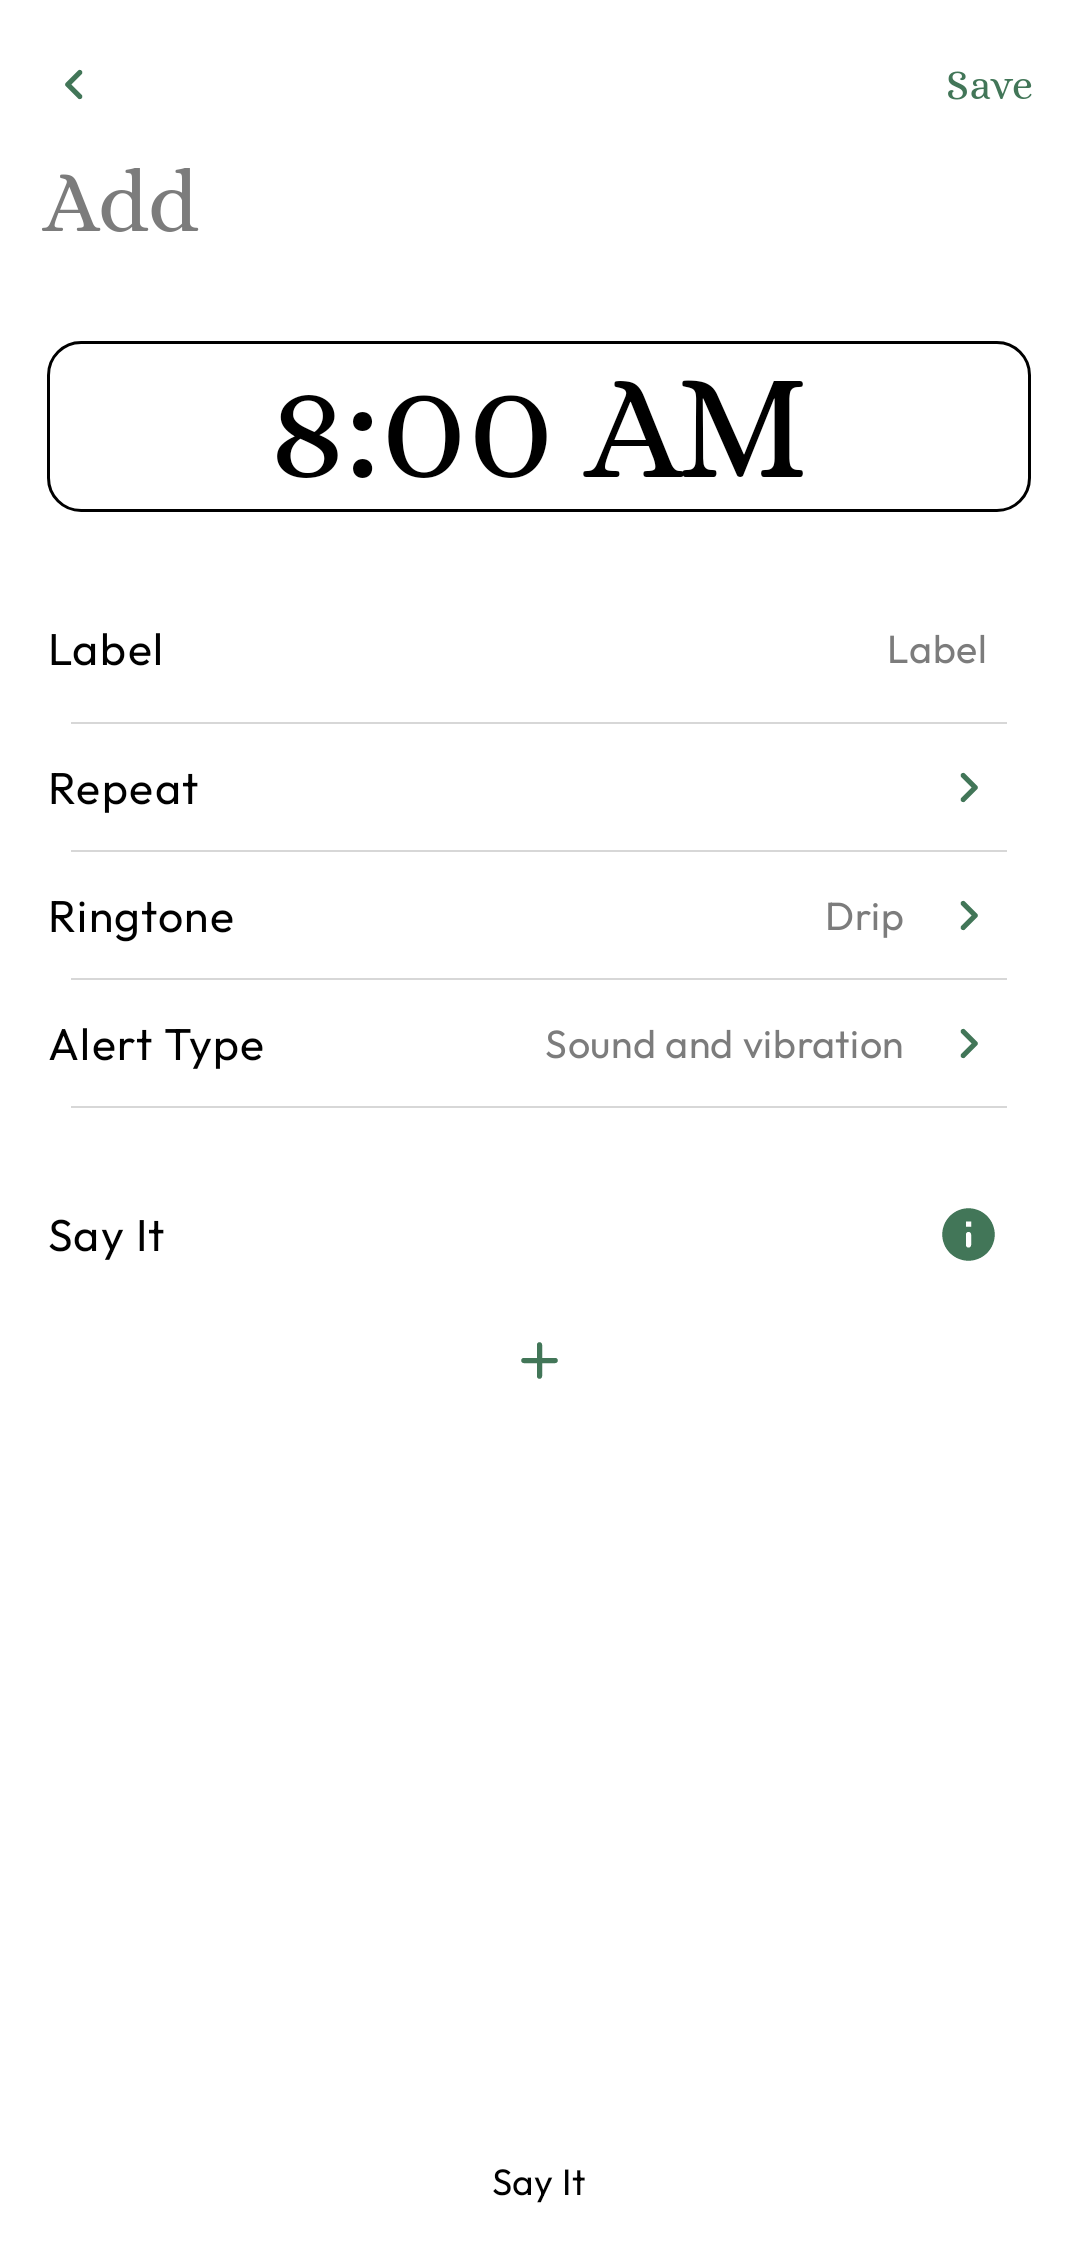 Save
Add
8:00 AM
Label Label
Repeat
Ringtone Drip
Alert Type Sound and vibration
Say It
Say It